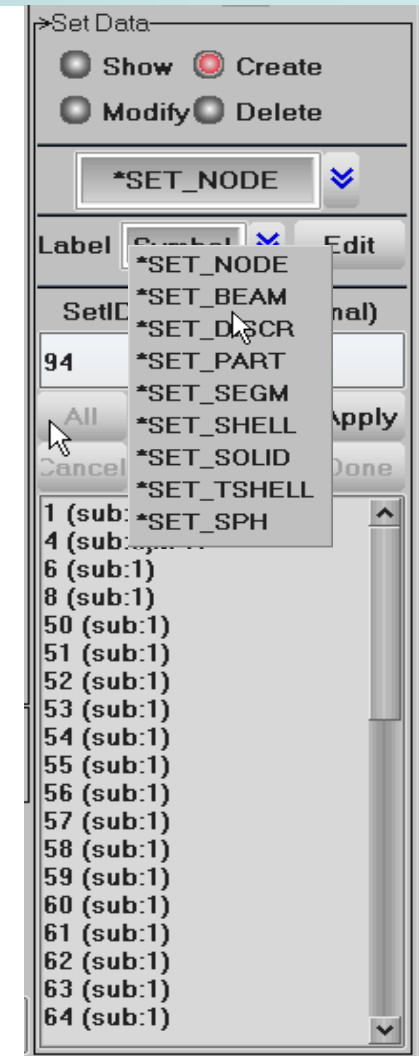 >Set Data
Show Create
Modify Delete
*SET_NODE
Label Symbol Edit
*SET_NODE
*SET_BEAM
SetID nal)
*SET_DISCR
94 *SET_PART
*SET_SEGM
All *SET_SHELL Apply
*SET_SOLID
Cancel Done
*SET_TSHELL
1 (sub: *SET_SPH
4 (sub:
6 (sub:1)
8 (sub:1)
50 (sub:1)
51 (sub:1)
52 (sub:1)
53 (sub:1)
54 (sub:1)
55 (sub:1)
56 (sub:1)
57 (sub:1)
58 (sub:1)
59 (sub:1)
60 (sub:1)
61 (sub:1)
62 (sub:1)
63 (sub:1)
64 (sub:1)